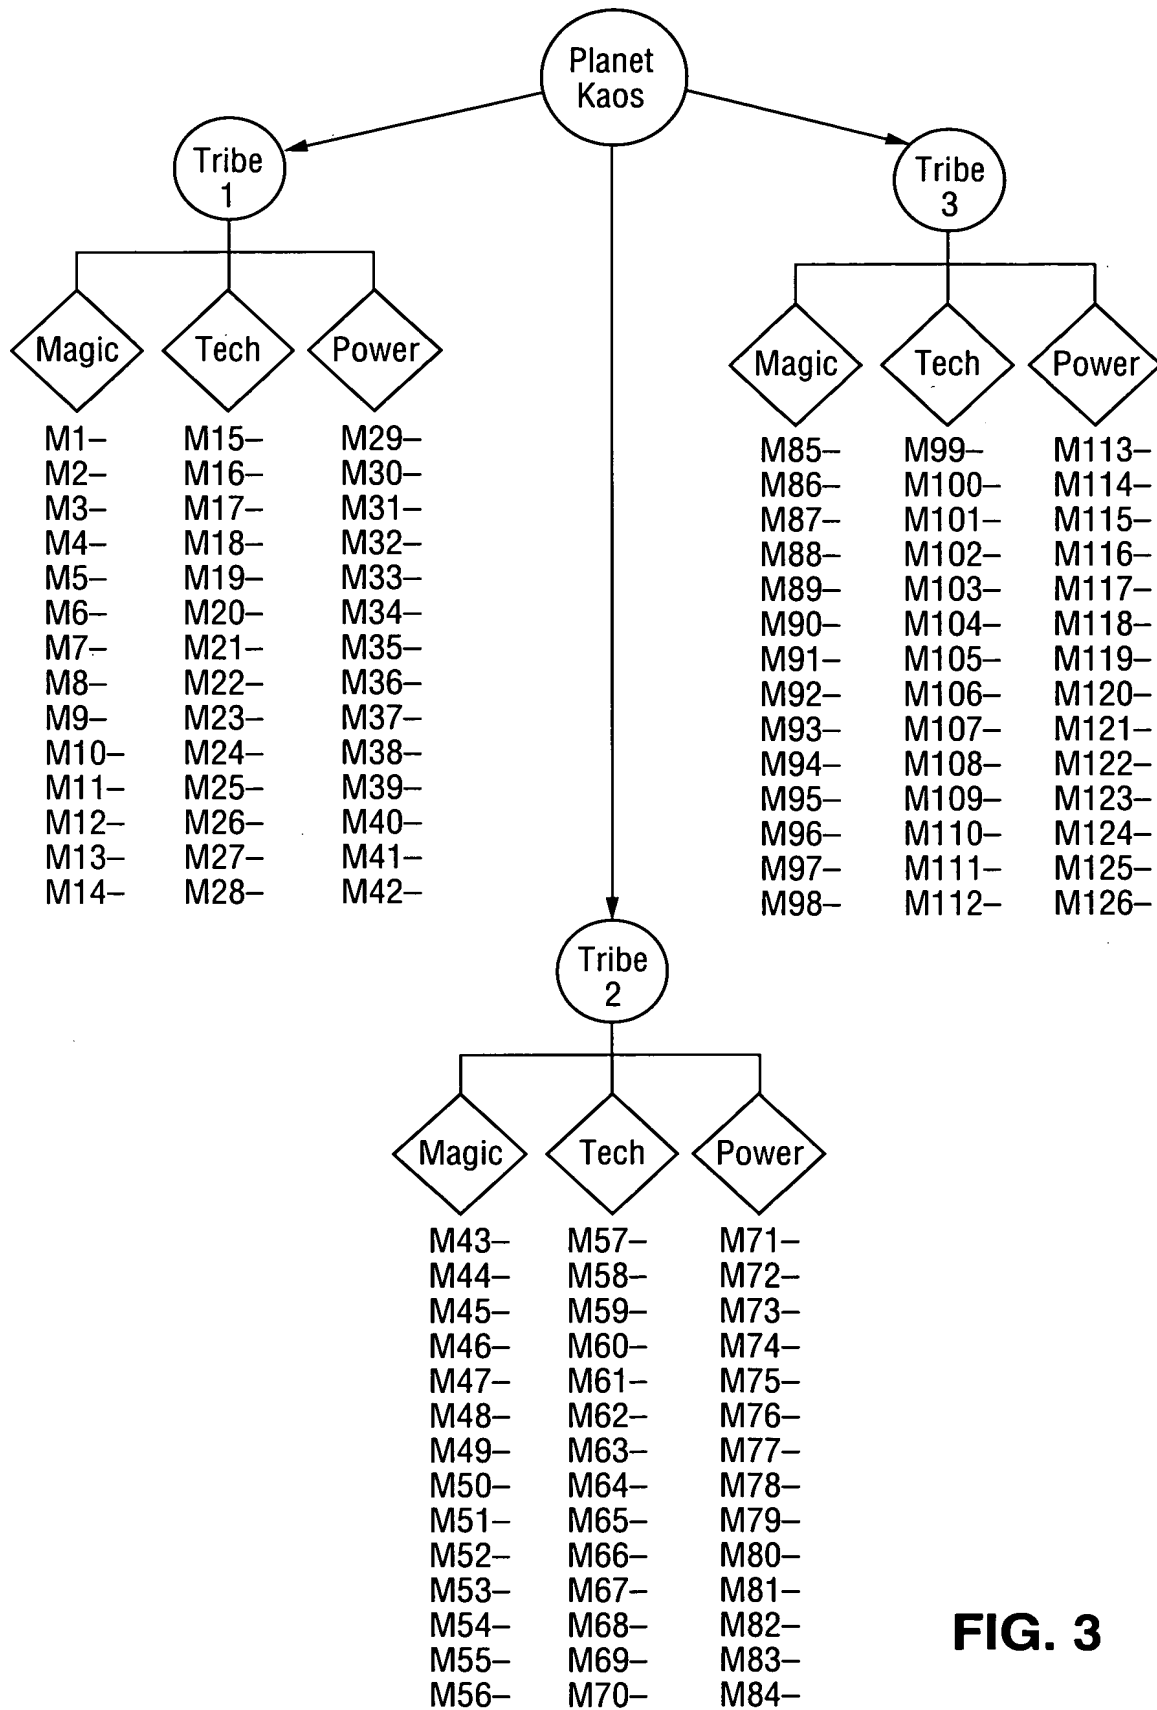 Planet
Kaos
Tribe
1
Tribe
3
Magic Tech Power
M1– M15– M29–
M2– M16– M30–
M3– M17– M31–
M4– M18– M32–
M5– M19– M33–
M6– M20– M34–
M7– M21– M35–
M8– M22– M36–
M9– M23– M37–
M10– M24– M38–
M11– M25– M39–
M12– M26– M40–
M13– M27– M41–
M14– M28– M42–
Magic Tech Power
M85– M99– M113–
M86– M100– M114–
M87– M101– M115–
M88– M102– M116–
M89– M103– M117–
M90– M104– M118–
M91– M105– M119–
M92– M106– M120–
M93– M107– M121–
M94– M108– M122–
M95– M109– M123–
M96– M110– M124–
M97– M111– M125–
M98– M112– M126–
Tribe
2
Magic Tech Power
M43– M57– M71–
M44– M58– M72–
M45– M59– M73–
M46– M60– M74–
M47– M61– M75–
M48– M62– M76–
M49– M63– M77–
M50– M64– M78–
M51– M65– M79–
M52– M66– M80–
M53– M67– M81–
M54– M68– M82–
M55– M69– M83–
M56– M70– M84–
FIG. 3